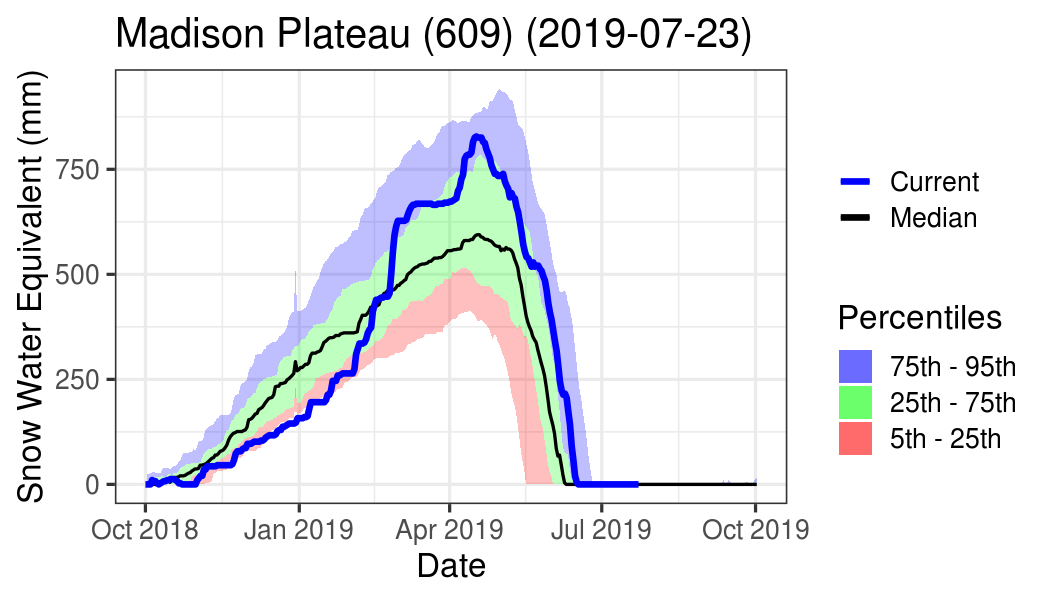 Madison Plateau (609) (2019-07-23)
Snow Water Equivalent (mm)
750
500
250
0
Oct 2018
Jan 2019
Apr 2019
Jul 2019
Oct 2019
Date
Current
Median
Percentiles
75th - 95th
25th - 75th
5th - 25th